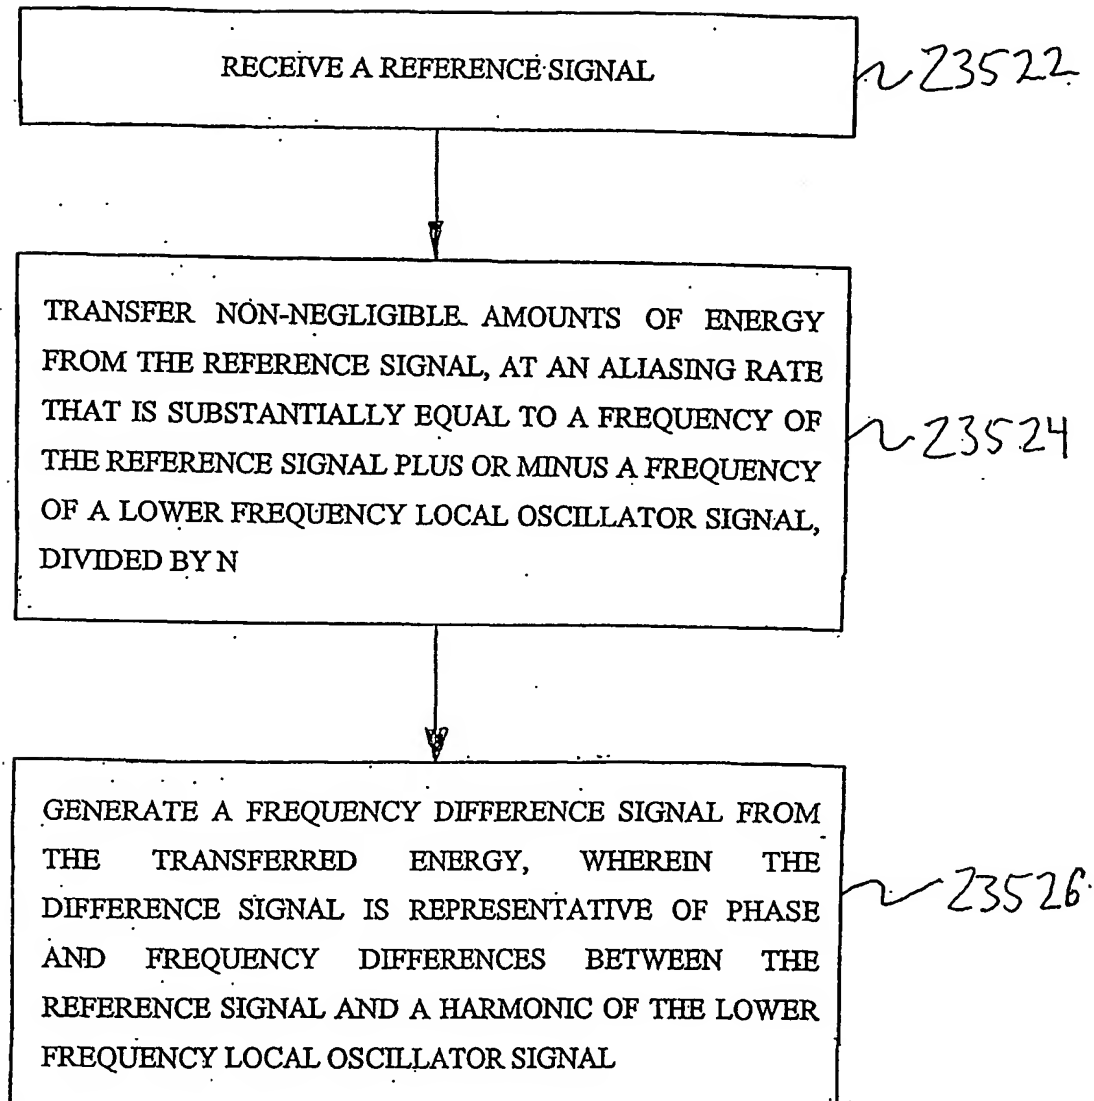 RECEIVE A REFERENCE SIGNAL
23522
TRANSFER NON-NEGLIGIBLE AMOUNTS OF ENERGY
FROM THE REFERENCE SIGNAL, AT AN ALIASING RATE
THAT IS SUBSTANTIALLY EQUAL TO A FREQUENCY OF
THE REFERENCE SIGNAL PLUS OR MINUS A FREQUENCY
OF A LOWER FREQUENCY LOCAL OSCILLATOR SIGNAL,
DIVIDED BY N
23524
GENERATE A FREQUENCY DIFFERENCE SIGNAL FROM
THE TRANSFERRED ENERGY, WHEREIN THE
DIFFERENCE SIGNAL IS REPRESENTATIVE OF PHASE
AND FREQUENCY DIFFERENCES BETWEEN THE
REFERENCE SIGNAL AND A HARMONIC OF THE LOWER
FREQUENCY LOCAL OSCILLATOR SIGNAL
23526